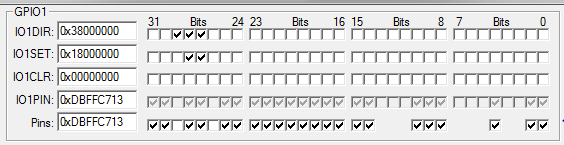 GPIO1
31 Bits 24 23 Bits 16 15 Bits 8 7 Bits 0
IO1DIR: 0x38000000
IO1SET: 0x18000000
IO1CLR: 0x00000000
IO1PIN: 0xDBFFC713
Pins: 0xDBFFC713